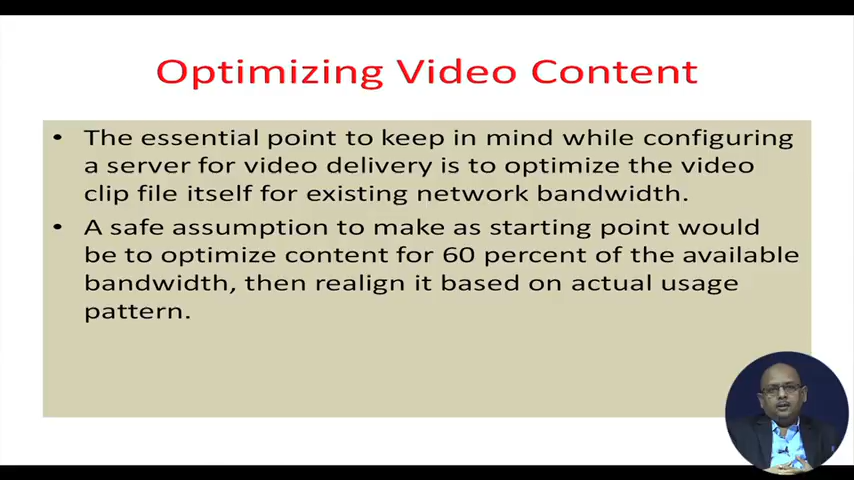 Optimizing Video Content
• The essential point to keep in mind while configuring
a server for video delivery is to optimize the video
clip file itself for existing network bandwidth.
• A safe assumption to make as starting point would
be to optimize content for 60 percent of the available
bandwidth, then realign it based on actual usage
pattern.